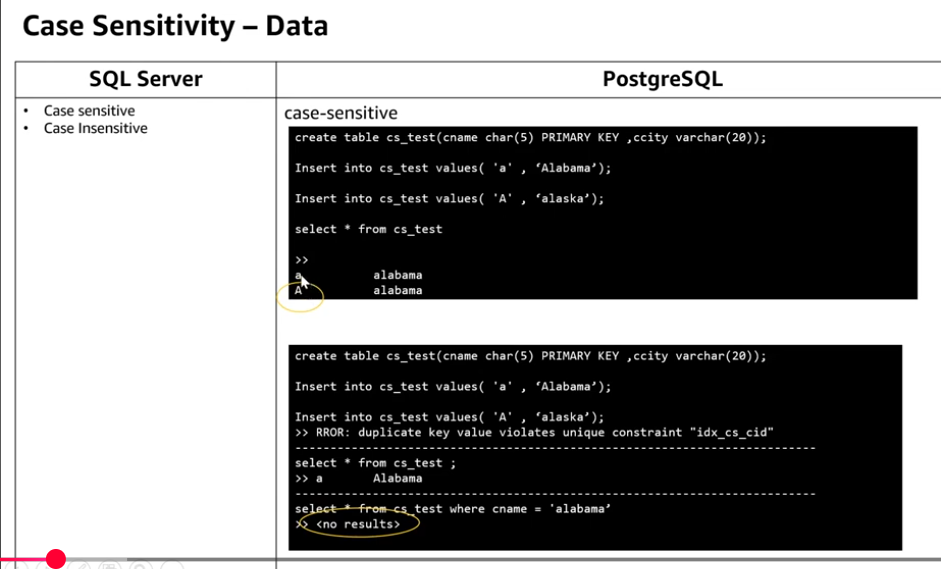 Case Sensitivity – Data
SQL Server
PostgreSQL
• Case sensitive
• Case Insensitive
case-sensitive
create table cs_test(cname char(5) PRIMARY KEY ,ccity varchar(20));
Insert into cs_test values( 'a' , ‘Alabama’);
Insert into cs_test values( 'A' , ‘alaska’);
select * from cs_test
>>
a alabama
A alabama
create table cs_test(cname char(5) PRIMARY KEY ,ccity varchar(20));
Insert into cs_test values( 'a' , ‘Alabama’);
Insert into cs_test values( 'A' , ‘alaska’);
>> RROR: duplicate key value violates unique constraint "idx_cs_cid"
--------------------------------------------------------------------------
select * from cs_test ;
>> a Alabama
--------------------------------------------------------------------------
select * from cs_test where cname = 'alabama’
>> <no results>